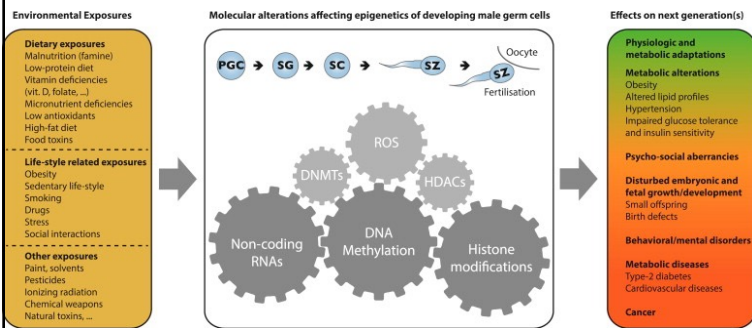 Environmental Exposures
Dietary exposures
Malnutrition (famine)
Low-protein diet
Vitamin deficiencies
(vit. D, folate, ...)
Micronutrient deficiencies
Low antioxidants
High-fat diet
Food toxins
Life-style related exposures
Obesity
Sedentary life-style
Smoking
Drugs
Stress
Social interactions
Other exposures
Paint, solvents
Pesticides
Ionizing radiation
Chemical weapons
Natural toxins, ...
Molecular alterations affecting epigenetics of developing male germ cells
PGC
SG
SC
SZ
SZ
Oocyte
Fertilisation
ROS
DNMTs
HDACs
Non-coding
RNAs
DNA
Methylation
Histone
modifications
Effects on next generation(s)
Physiologic and
metabolic adaptations
Metabolic alterations
Obesity
Altered lipid profiles
Hypertension
Impaired glucose tolerance
and insulin sensitivity
Psycho-social aberrancies
Disturbed embryonic and
fetal growth/development
Small offspring
Birth defects
Behavioral/mental disorders
Metabolic diseases
Type-2 diabetes
Cardiovascular diseases
Cancer